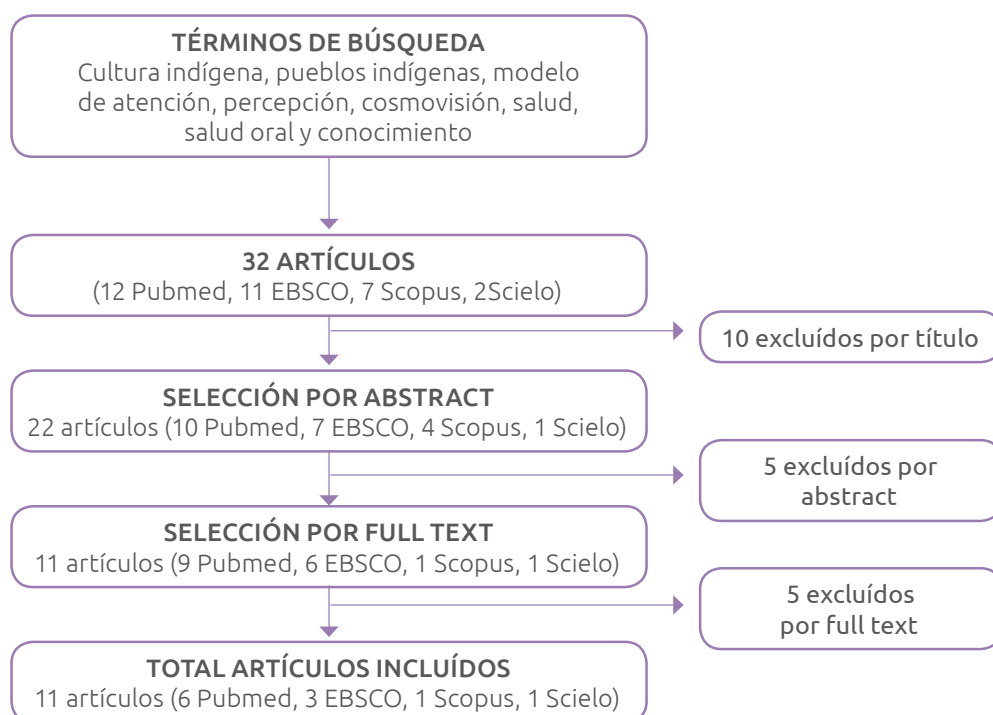 TÉRMINOS DE BÚSQUEDA
Cultura indígena, pueblos indígenas, modelo
de atención, percepción, cosmovisión, salud,
salud oral y conocimiento
32 ARTÍCULOS
(12 Pubmed, 11 EBSCO, 7 Scopus, 2Scielo)
10 excluídos por título
SELECCIÓN POR ABSTRACT
22 artículos (10 Pubmed, 7 EBSCO, 4 Scopus, 1 Scielo)
5 excluídos por
abstract
SELECCIÓN POR FULL TEXT
11 artículos (9 Pubmed, 6 EBSCO, 1 Scopus, 1 Scielo)
5 excluídos
por full text
TOTAL ARTÍCULOS INCLUÍDOS
11 artículos (6 Pubmed, 3 EBSCO, 1 Scopus, 1 Scielo)